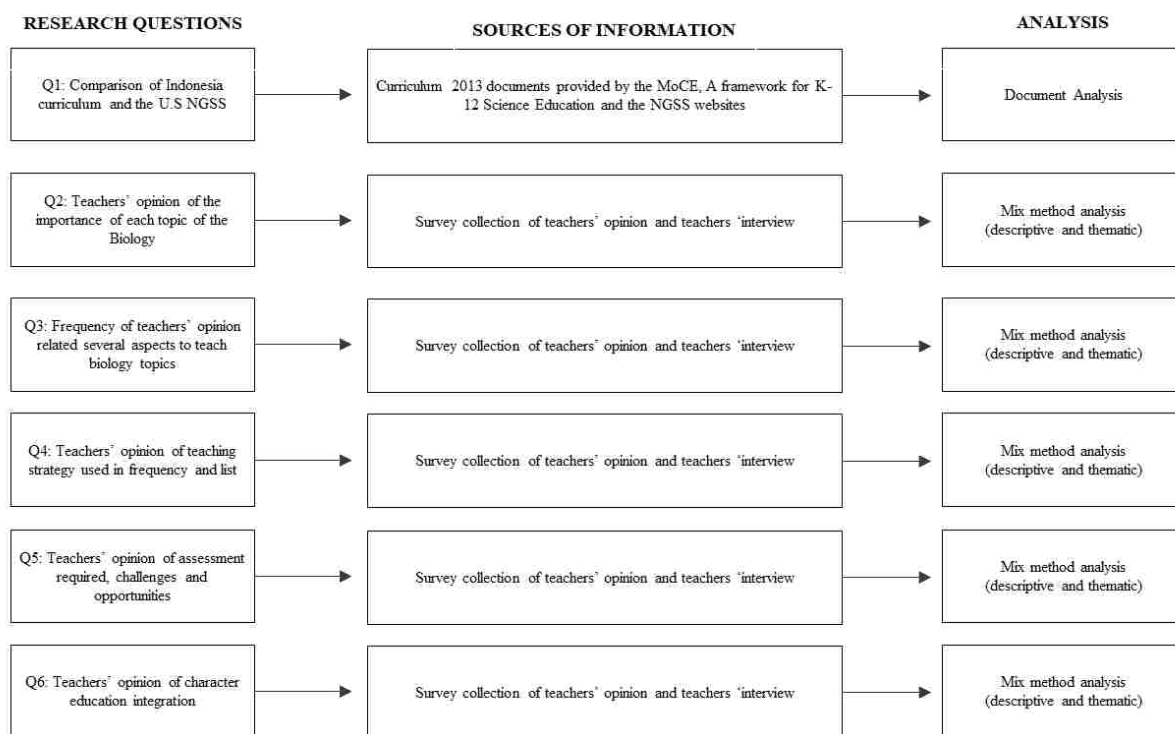 RESEARCH QUESTIONS
SOURCES OF INFORMATION
ANALYSIS
Q1: Comparison of Indonesia
curriculum and the U.S NGSS
Curriculum 2013 documents provided by the MoCE, A framework for K-
12 Science Education and the NGSS websites
Document Analysis
Q2: Teachers’ opinion of the
importance of each topic of the
Biology
Survey collection of teachers’ opinion and teachers ‘interview
Mix method analysis
(descriptive and thematic)
Q3: Frequency of teachers’ opinion
related several aspects to teach
biology topics
Survey collection of teachers’ opinion and teachers ‘interview
Mix method analysis
(descriptive and thematic)
Q4: Teachers’ opinion of teaching
strategy used in frequency and list
Survey collection of teachers’ opinion and teachers ‘interview
Mix method analysis
(descriptive and thematic)
Q5: Teachers’ opinion of assessment
required, challenges and
opportunities
Survey collection of teachers’ opinion and teachers ‘interview
Mix method analysis
(descriptive and thematic)
Q6: Teachers’ opinion of character
education integration
Survey collection of teachers’ opinion and teachers ‘interview
Mix method analysis
(descriptive and thematic)